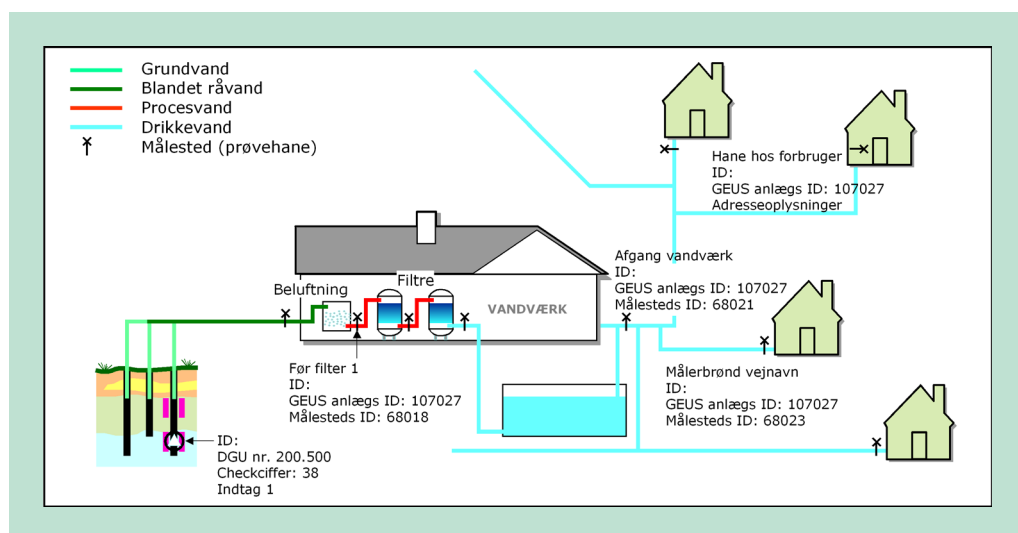 Grundvand
Blandet råvand
Procesvand
Drikkevand
Målested (prøvehane)
Hane hos forbruger
ID:
GEUS anlægs ID: 107027
Adresseoplysninger
Afgang vandværk
ID:
GEUS anlægs ID: 107027
Målesteds ID: 68021
Beluftning
Filtre
VANDVÆRK
Før filter 1
ID:
GEUS anlægs ID: 107027
Målesteds ID: 68018
Målerbrønd vejnavn
ID:
GEUS anlægs ID: 107027
Målesteds ID: 68023
ID:
DGU nr. 200.500
Checkciffer: 38
Indtag 1